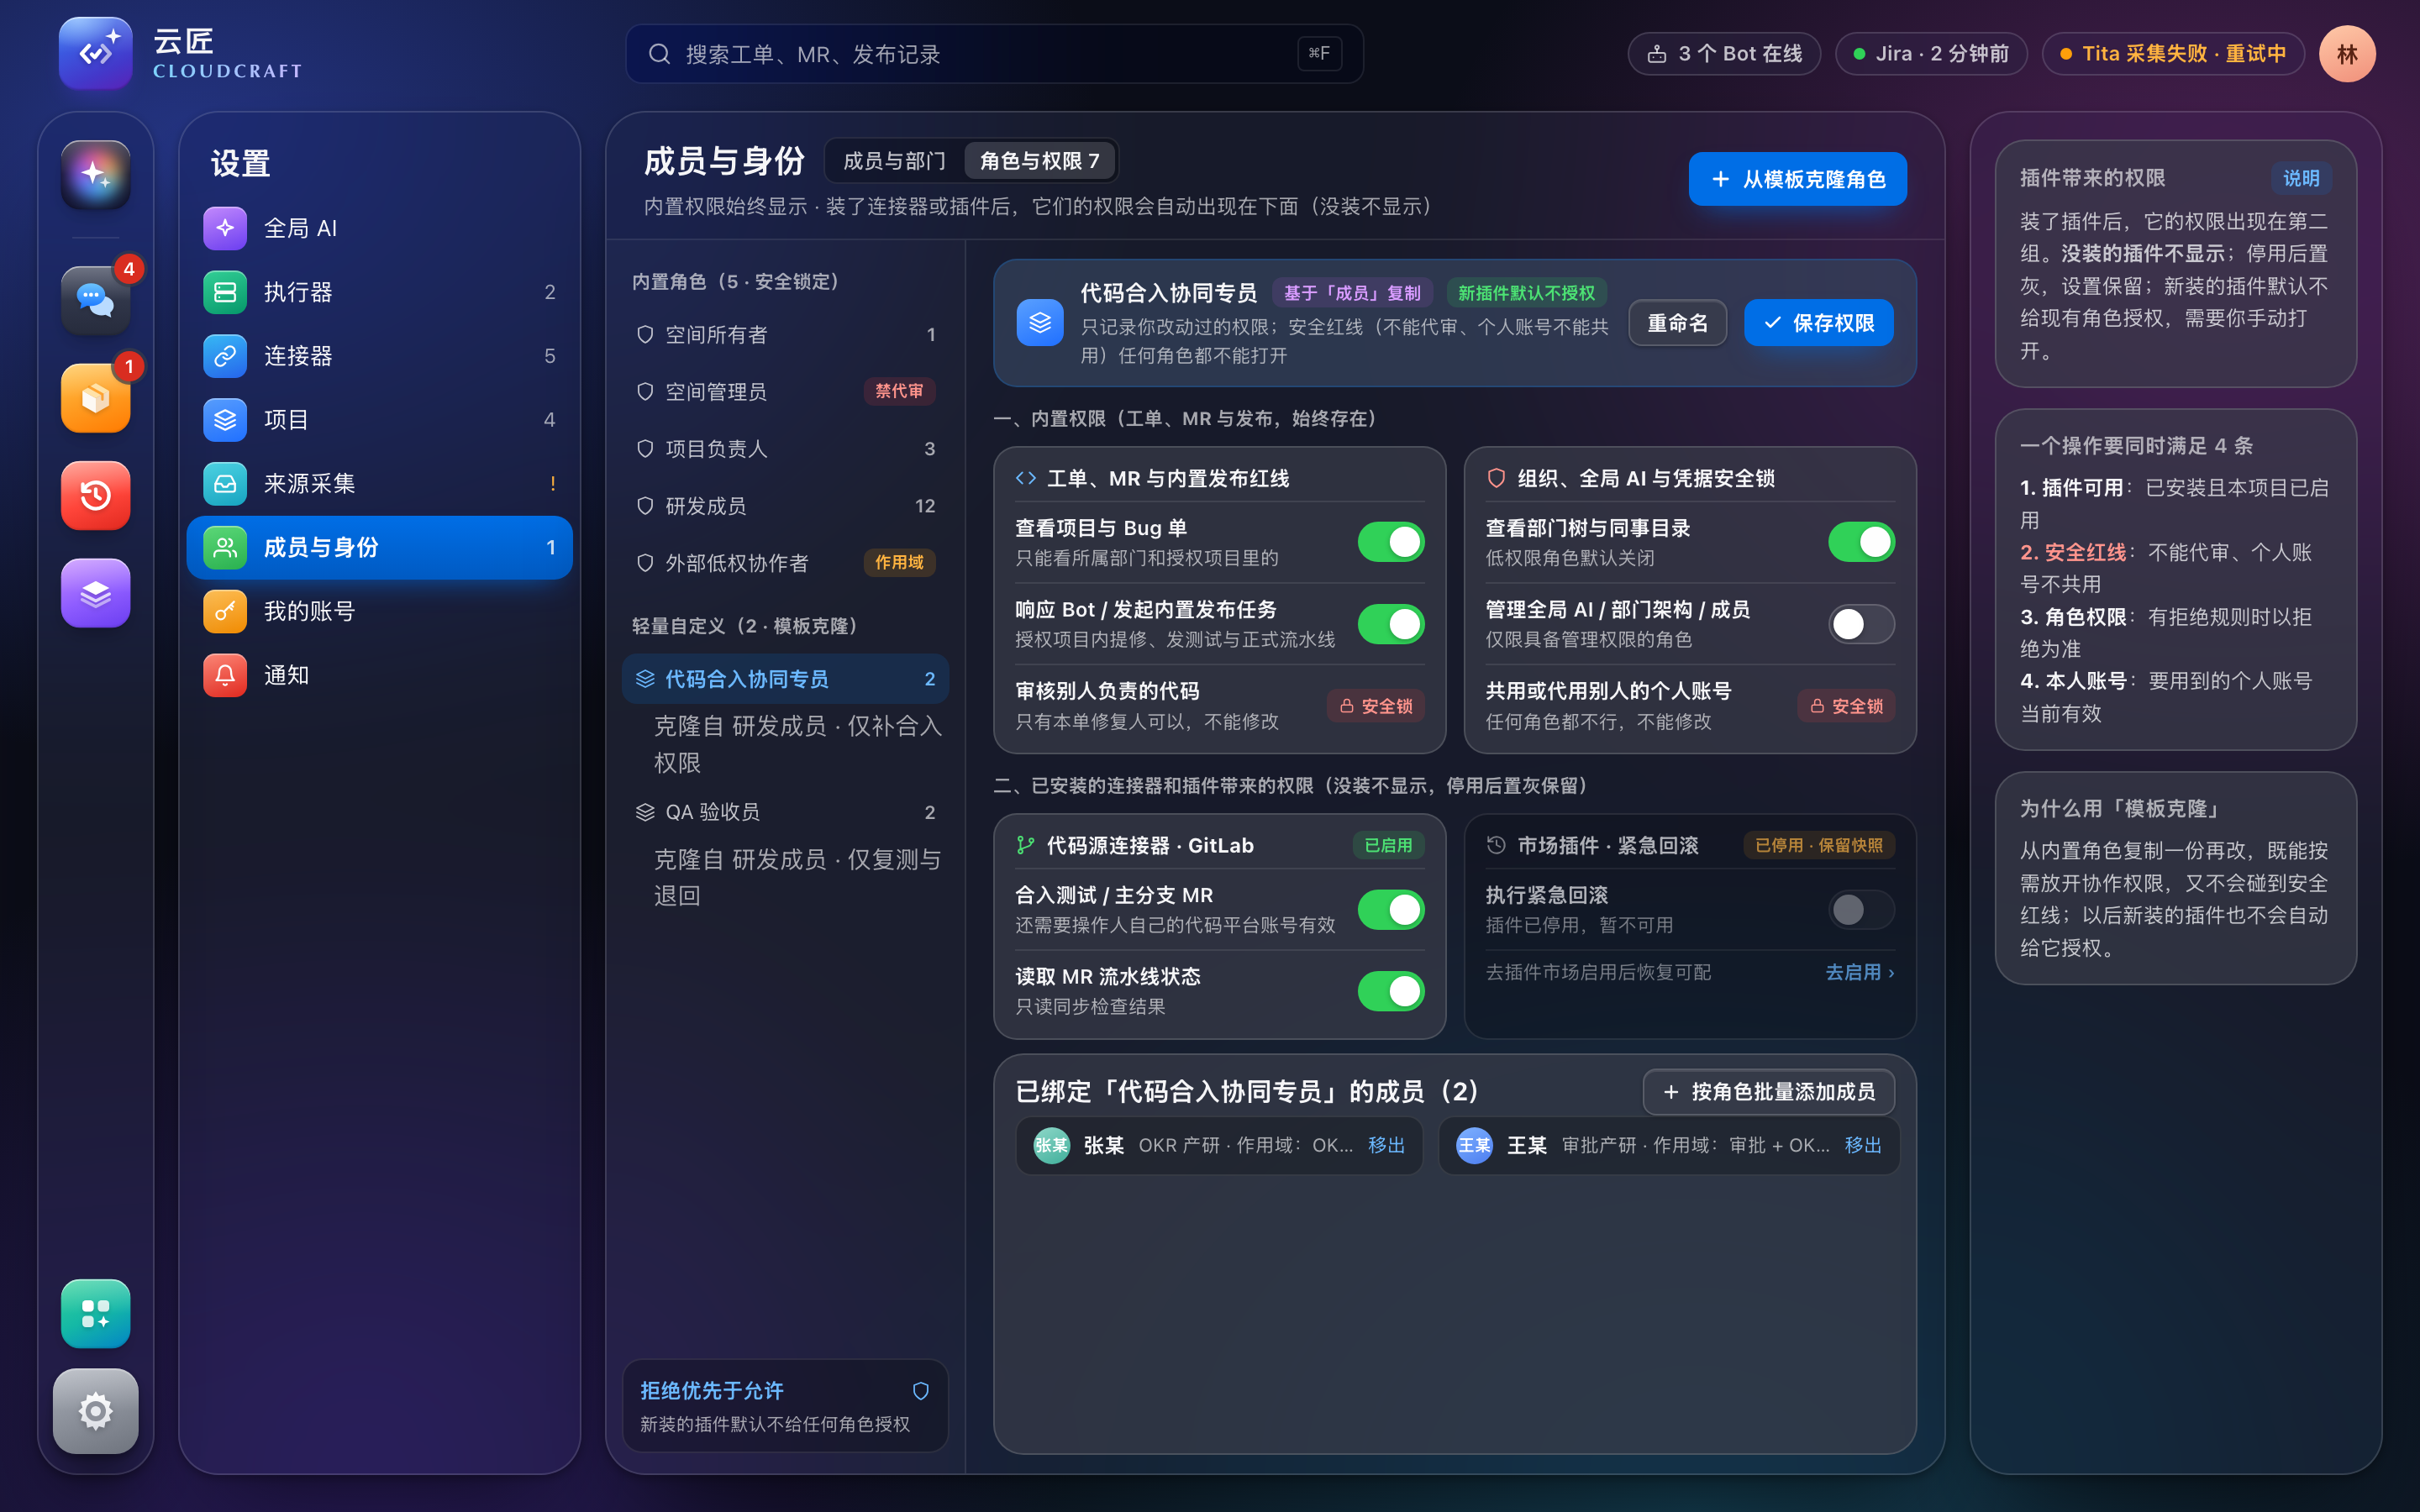 云匠
CLOUDCRAFT
搜索工单、MR、发布记录
⌘F
3 个 Bot 在线
Jira · 2 分钟前
Tita 采集失败 · 重试中
林
4
1
设置
全局 AI
执行器
2
连接器
5
项目
4
来源采集
!
成员与身份
1
我的账号
通知
成员与身份
成员与部门
角色与权限 7
内置权限始终显示 · 装了连接器或插件后，它们的权限会自动出现在下面（没装不显示）
从模板克隆角色
内置角色（5 · 安全锁定）
空间所有者
1
空间管理员
禁代审
项目负责人
3
研发成员
12
外部低权协作者
作用域
轻量自定义（2 · 模板克隆）
代码合入协同专员
2
克隆自 研发成员 · 仅补合入
权限
QA 验收员
2
克隆自 研发成员 · 仅复测与
退回
拒绝优先于允许
新装的插件默认不给任何角色授权
代码合入协同专员
基于「成员」复制
新插件默认不授权
只记录你改动过的权限；安全红线（不能代审、个人账号不能共
用）任何角色都不能打开
重命名
保存权限
一、内置权限（工单、MR 与发布，始终存在）
工单、MR 与内置发布红线
查看项目与 Bug 单
只能看所属部门和授权项目里的
响应 Bot / 发起内置发布任务
授权项目内提修、发测试与正式流水线
审核别人负责的代码
只有本单修复人可以，不能修改
安全锁
组织、全局 AI 与凭据安全锁
查看部门树与同事目录
低权限角色默认关闭
管理全局 AI / 部门架构 / 成员
仅限具备管理权限的角色
共用或代用别人的个人账号
任何角色都不行，不能修改
安全锁
二、已安装的连接器和插件带来的权限（没装不显示，停用后置灰保留）
代码源连接器 · GitLab
已启用
合入测试 / 主分支 MR
还需要操作人自己的代码平台账号有效
读取 MR 流水线状态
只读同步检查结果
市场插件 · 紧急回滚
已停用 · 保留快照
执行紧急回滚
插件已停用，暂不可用
去插件市场启用后恢复可配
去启用 ›
已绑定「代码合入协同专员」的成员（2）
按角色批量添加成员
张某
张某
OKR 产研 · 作用域：OK...
移出
王某
王某
审批产研 · 作用域：审批 + OK...
移出
插件带来的权限
说明
装了插件后，它的权限出现在第二
组。没装的插件不显示；停用后置
灰，设置保留；新装的插件默认不
给现有角色授权，需要你手动打
开。
一个操作要同时满足 4 条
1. 插件可用：已安装且本项目已启
用
2. 安全红线：不能代审、个人账
号不共用
3. 角色权限：有拒绝规则时以拒
绝为准
4. 本人账号：要用到的个人账号
当前有效
为什么用「模板克隆」
从内置角色复制一份再改，既能按
需放开协作权限，又不会碰到安全
红线；以后新装的插件也不会自动
给它授权。